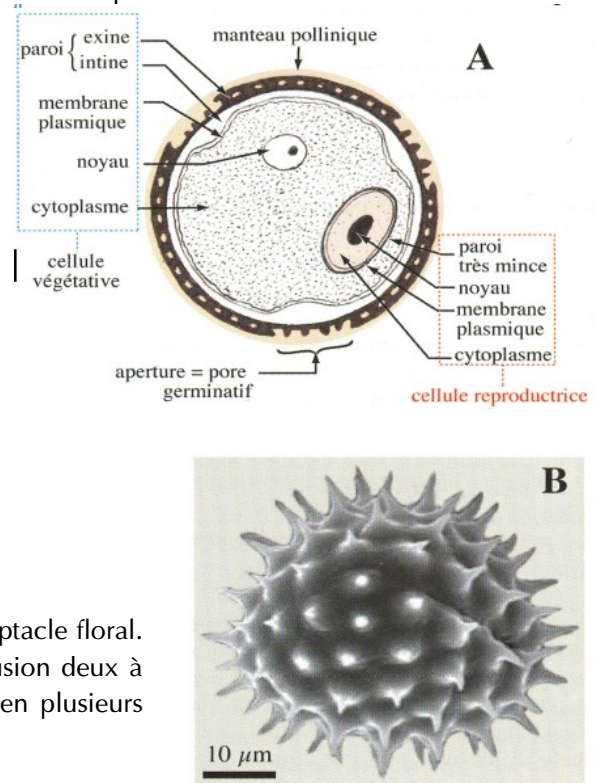 manteau pollinique
A
paroi { exine
intine
membrane
plasmique
noyau
cytoplasme
cellule
végétative
paroi
très mince
noyau
membrane
plasmique
cytoplasme
cellule reproductrice
aperture = pore
germinatif
B
10 µm
ptacle floral.
usion deux à
en plusieurs